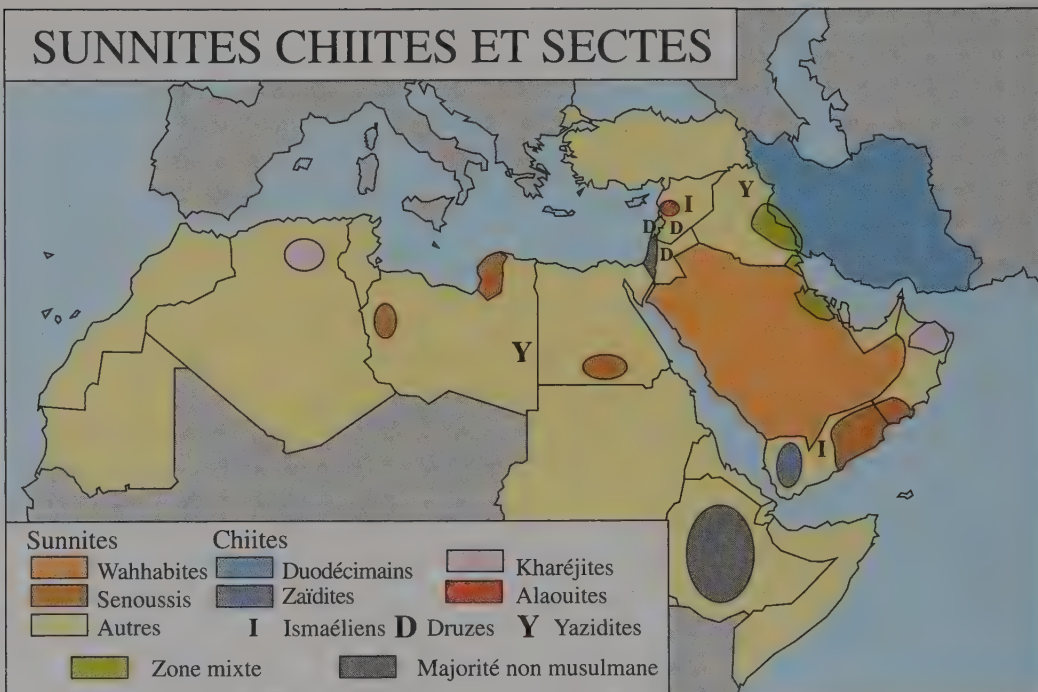 SUNNITES CHIITES ET SECTES
Y
I
D D
D
Y
I
Sunnites Chiites
Wahhabites Duodécimains Kharéjites
Senoussis Zaïdites Alaouites
Autres I Ismaéliens D Druzes Y Yazidites
Zone mixte Majorité non musulmane